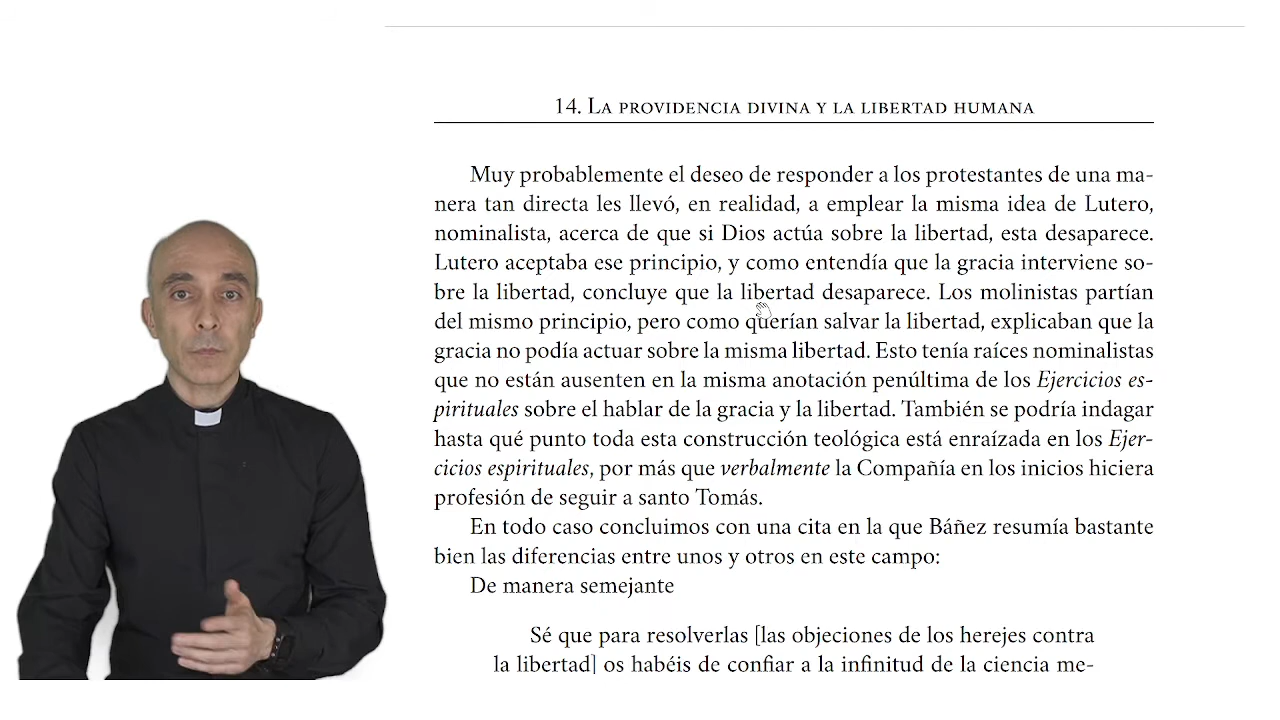 14. La providencia divina y la libertad humana
Muy probablemente el deseo de responder a los protestantes de una ma-
nera tan directa les llevó, en realidad, a emplear la misma idea de Lutero,
nominalista, acerca de que si Dios actúa sobre la libertad, esta desaparece.
Lutero aceptaba ese principio, y como entendía que la gracia interviene so-
bre la libertad, concluye que la libertad desaparece. Los molinistas partían
del mismo principio, pero como querían salvar la libertad, explicaban que la
gracia no podía actuar sobre la misma libertad. Esto tenía raíces nominalistas
que no están ausenten en la misma anotación penúltima de los Ejercicios es-
pirituales sobre el hablar de la gracia y la libertad. También se podría indagar
hasta qué punto toda esta construcción teológica está enraízada en los Ejer-
cicios espirituales, por más que verbalmente la Compañía en los inicios hiciera
profesión de seguir a santo Tomás.
En todo caso concluimos con una cita en la que Báñez resumía bastante
bien las diferencias entre unos y otros en este campo:
De manera semejante
Sé que para resolverlas [las objeciones de los herejes contra
la libertad] os habéis de confiar a la infinitud de la ciencia me-